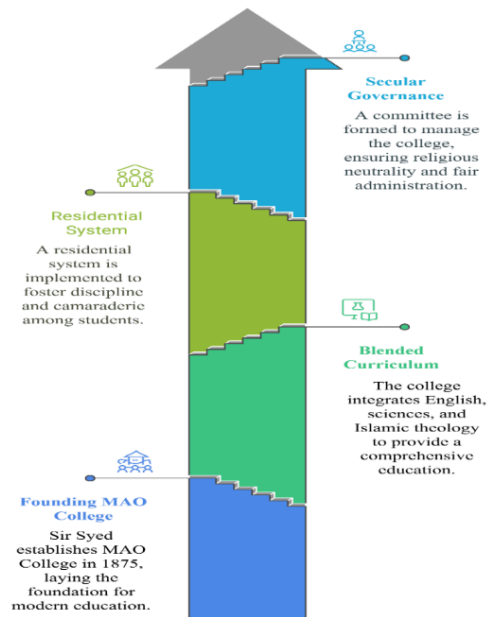 Secular
Governance
A committee is
formed to manage
the college,
ensuring religious
neutrality and fair
administration.
Residential
System
A residential
system is
implemented to
foster discipline
and camaraderie
among students.
Blended
Curriculum
The college
integrates English,
sciences, and
Islamic theology
to provide a
comprehensive
education.
Founding MAO
College
Sir Syed
establishes MAO
College in 1875,
laying the
foundation for
modern education.